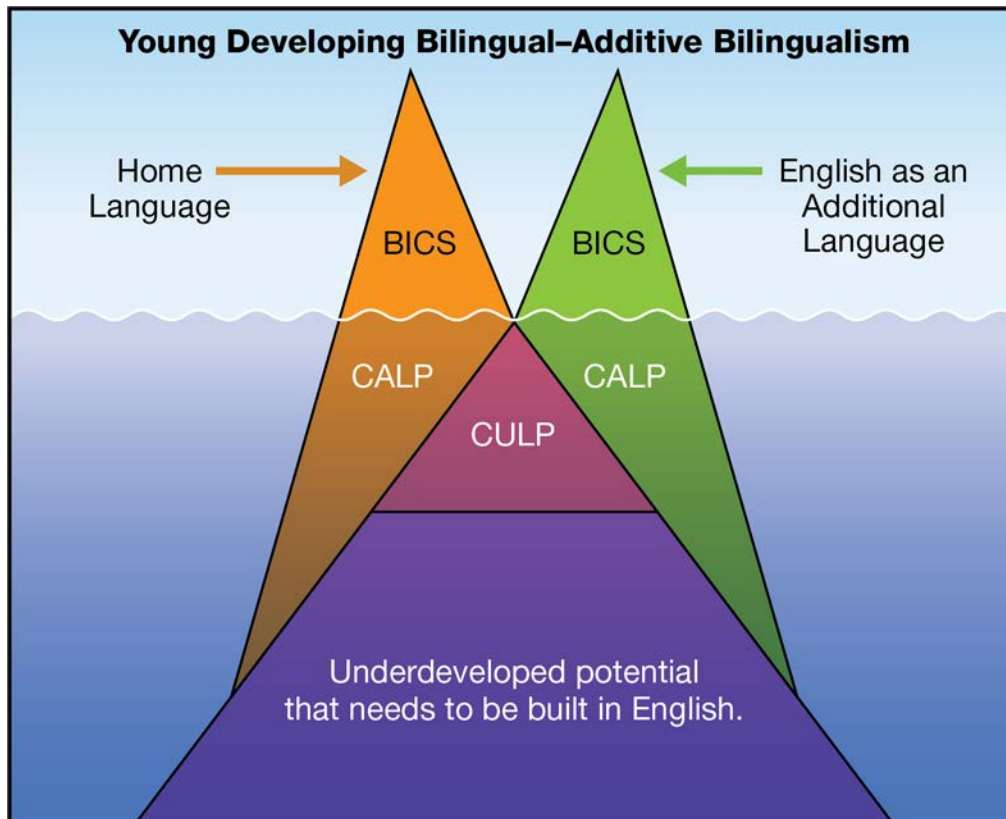 Young Developing Bilingual–Additive Bilingualism
Home
Language
English as an
Additional
Language
BICS
BICS
CALP
CALP
CULP
Underdeveloped potential
that needs to be built in English.